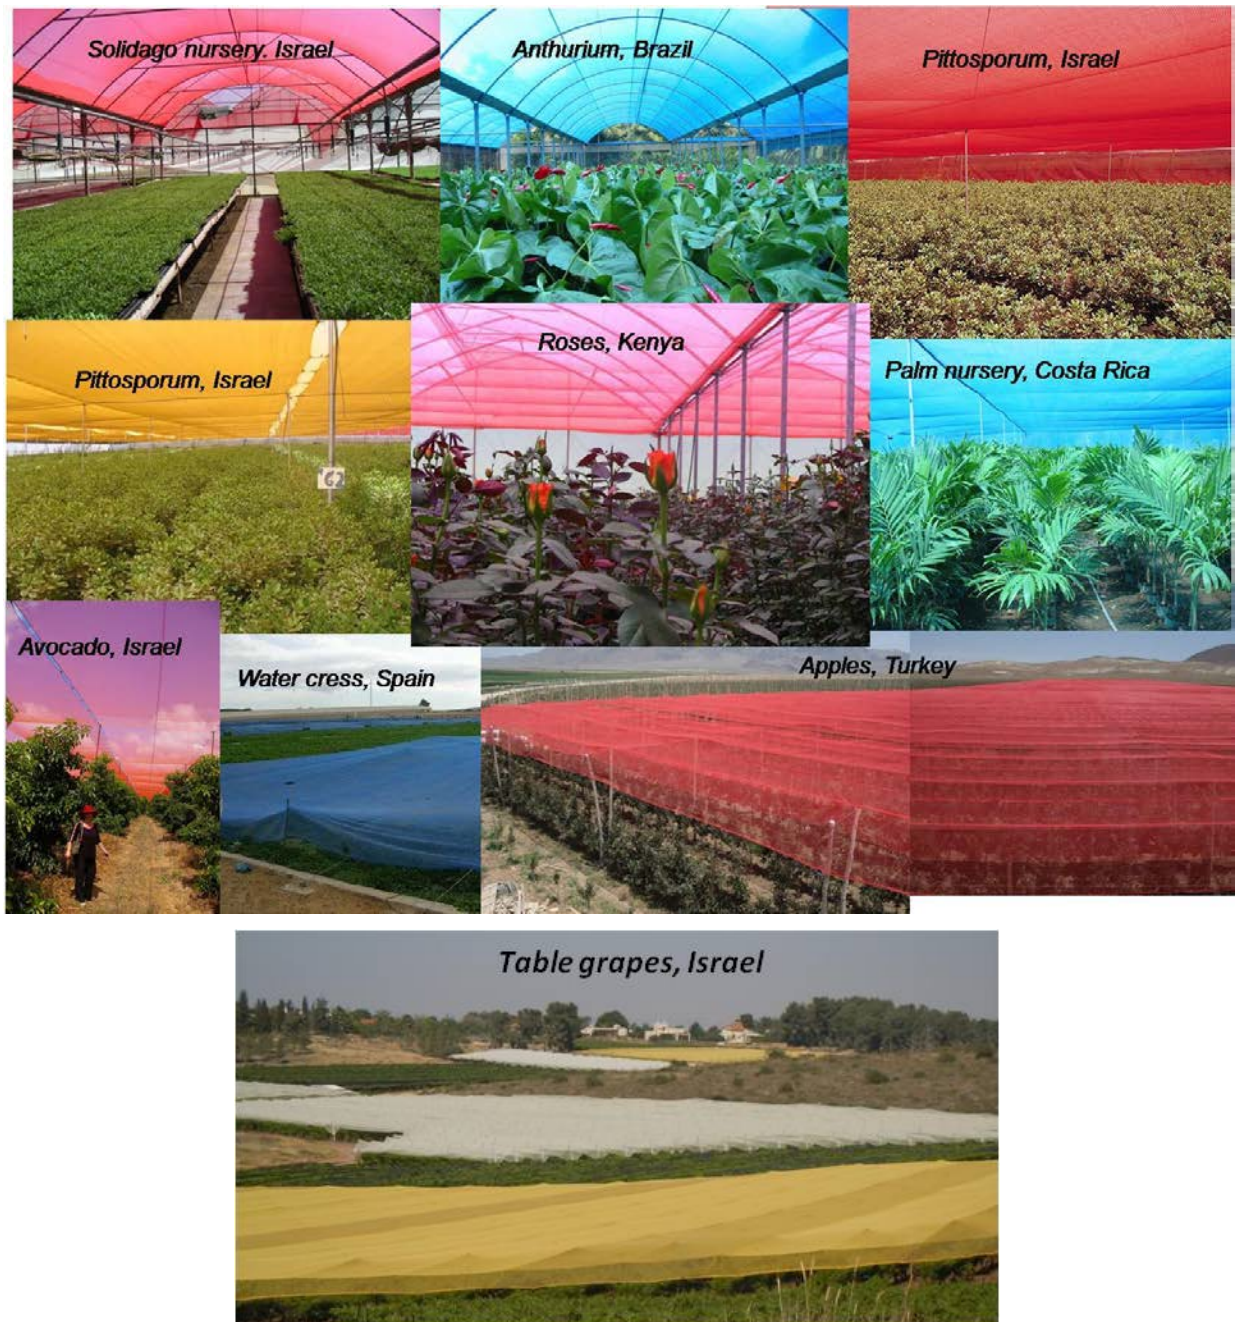 Solidago nursery. Israel
Anthurium, Brazil
Pittosporum, Israel
Pittosporum, Israel
Roses, Kenya
Palm nursery, Costa Rica
62
Avocado, Israel
Water cress, Spain
Apples, Turkey
Table grapes, Israel